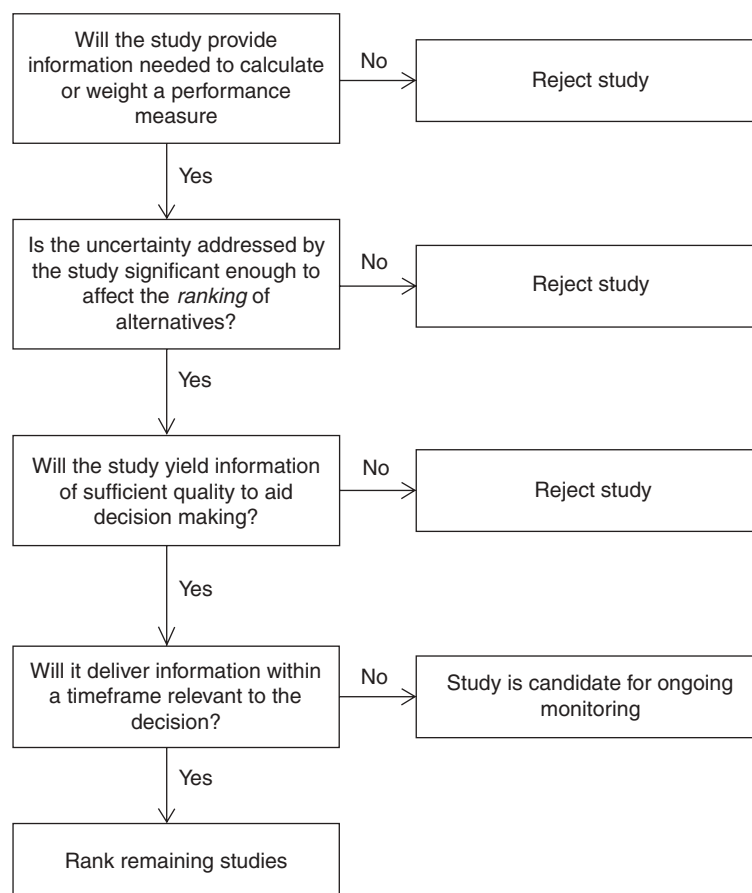 Will the study provide
information needed to calculate
or weight a performance
measure
No
Reject study
Yes
Is the uncertainty addressed by
the study significant enough to
affect the ranking of
alternatives?
No
Reject study
Yes
Will the study yield information
of sufficient quality to aid
decision making?
No
Reject study
Yes
Will it deliver information within
a timeframe relevant to the
decision?
No
Study is candidate for ongoing
monitoring
Yes
Rank remaining studies